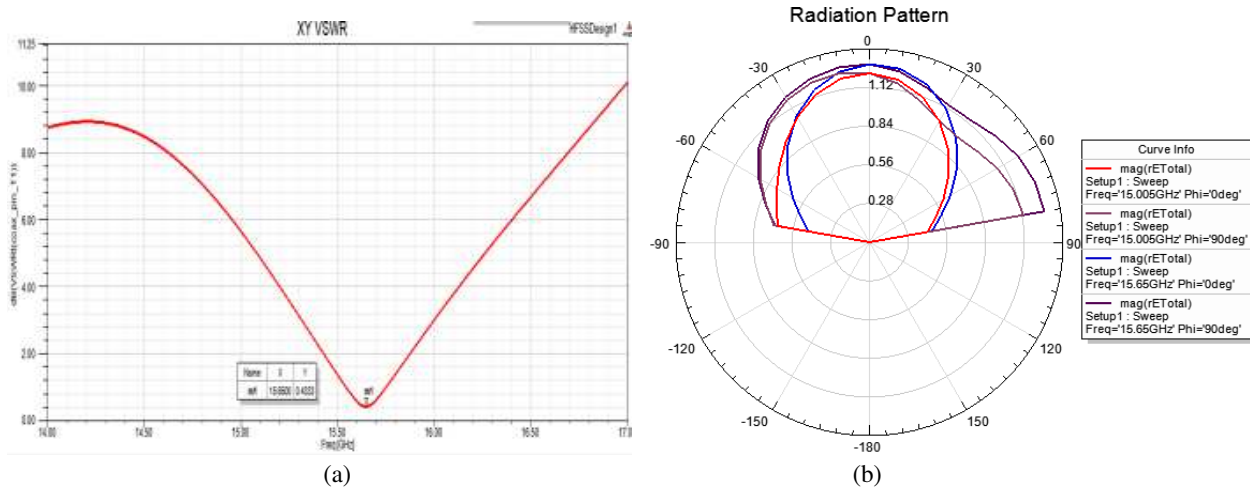 XY VSWR
HFSSDesign1
11.25
10.00
8.00
6.00
4.00
2.00
0.00
Name X Y
m1 15.6500 0.4333
m1
14.00 14.50 15.00 15.50 16.00 16.50 17.0
Freq [GHz]
(a)
Radiation Pattern
0
-30 30
1.12
0.84
-60 60
0.56
0.28
-90 90
-120 120
-150 150
-180
Curve Info
mag(rETotal)
Setup1 : Sweep
Freq='15.005GHz' Phi='0deg'
mag(rETotal)
Setup1 : Sweep
Freq='15.005GHz' Phi='90deg'
mag(rETotal)
Setup1 : Sweep
Freq='15.65GHz' Phi='0deg'
mag(rETotal)
Setup1 : Sweep
Freq='15.65GHz' Phi='90deg'
(b)